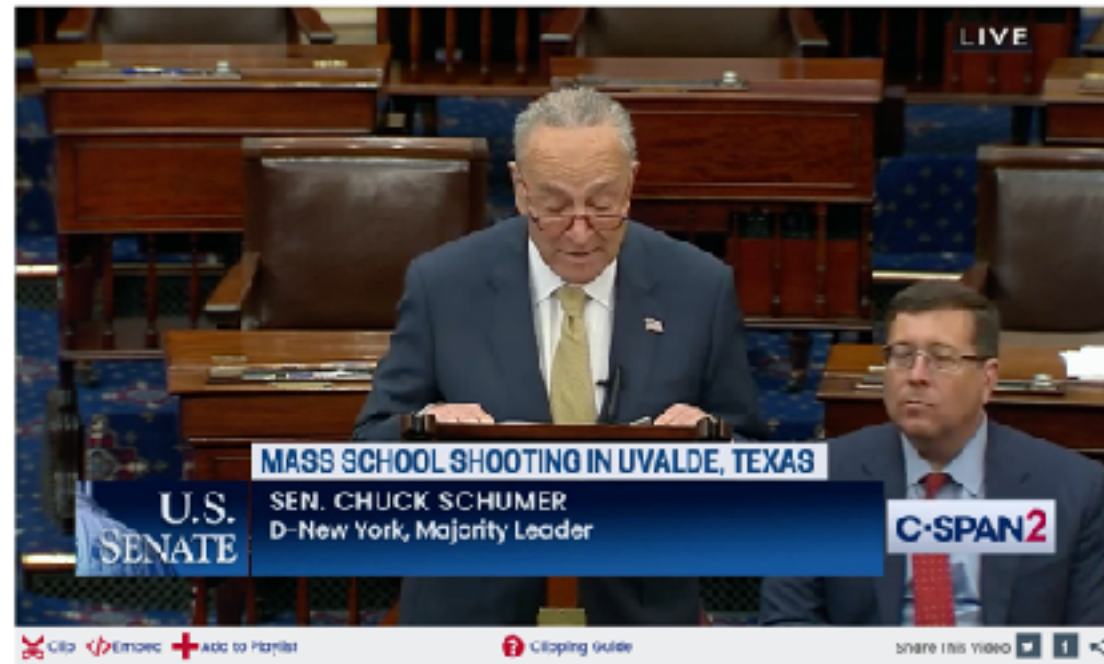 LIVE
MASS SCHOOL SHOOTING IN UVALDE, TEXAS
U.S.
SENATE
SEN. CHUCK SCHUMER
D-New York, Majority Leader
C-SPAN2
Clip </> Embed Add to Playlist ? Clipping Guide Share This Video